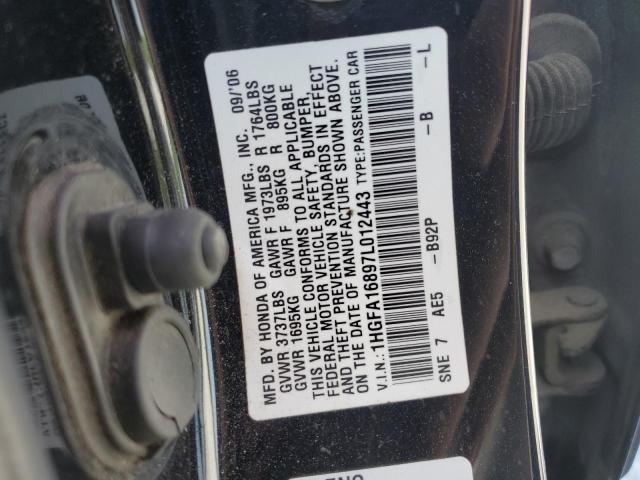 MFD. BY HONDA OF AMERICA MFG., INC. 09/'06
GVWR 3737LBS GAWR F 1973LBS R 1764LBS
GVWR 1695KG GAWR F 895KG R 800KG
THIS VEHICLE CONFORMS TO ALL APPLICABLE
FEDERAL MOTOR VEHICLE SAFETY, BUMPER,
AND THEFT PREVENTION STANDARDS IN EFFECT
ON THE DATE OF MANUFACTURE SHOWN ABOVE.
V.I.N.: 1HGFA16897L012443 TYPE:PASSENGER CAR
SNE 7 AE5 -B92P -B -L